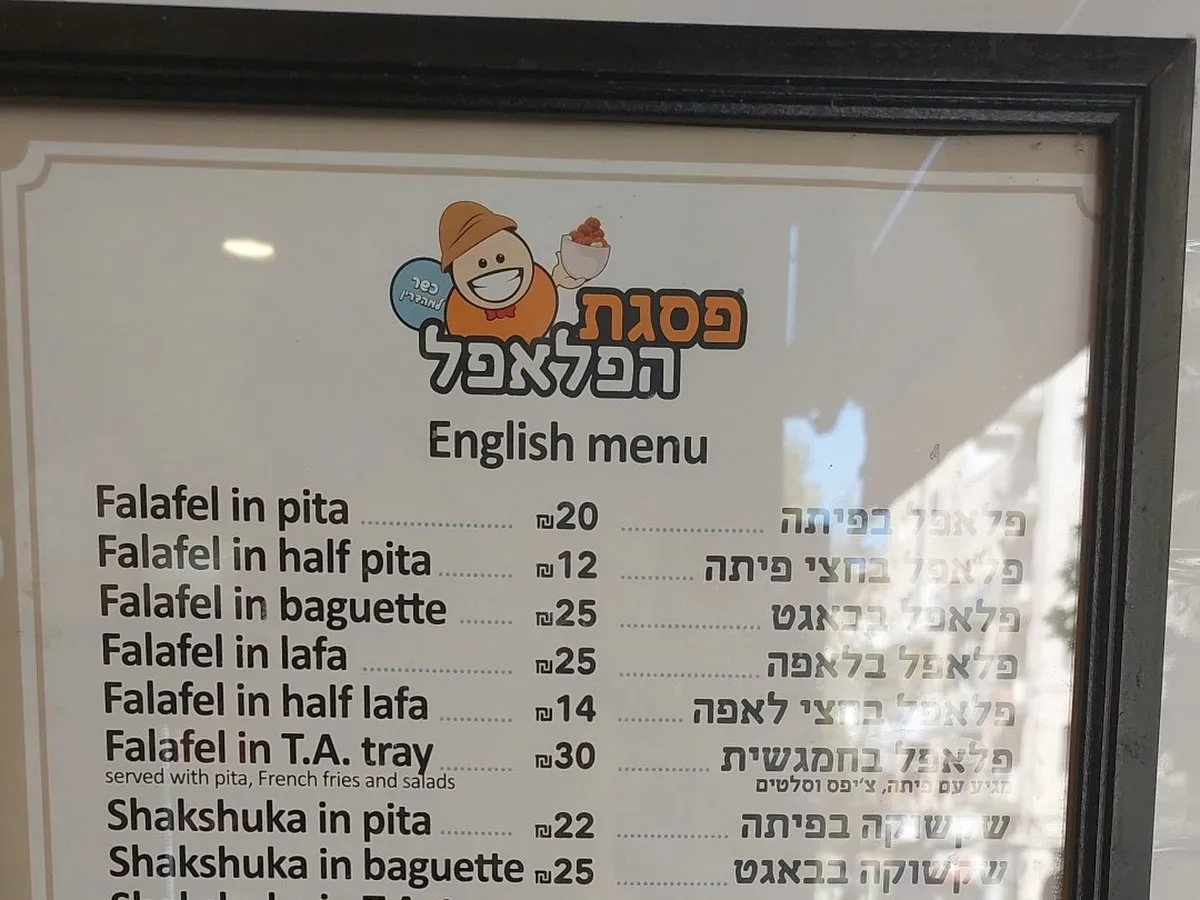 כשר
למהדרין
פסגת
הפלאפל
English menu
Falafel in pita ₪20 פלאפל בפיתה
Falafel in half pita ₪12 פלאפל בחצי פיתה
Falafel in baguette ₪25 פלאפל בבאגט
Falafel in lafa ₪25 פלאפל בלאפה
Falafel in half lafa ₪14 פלאפל בחצי לאפה
Falafel in T.A. tray ₪30 פלאפל בחמגשית
served with pita, French fries and salads מגיע עם פיתה, צ׳יפס וסלטים
Shakshuka in pita ₪22 שקשוקה בפיתה
Shakshuka in baguette ₪25 שקשוקה בבאגט